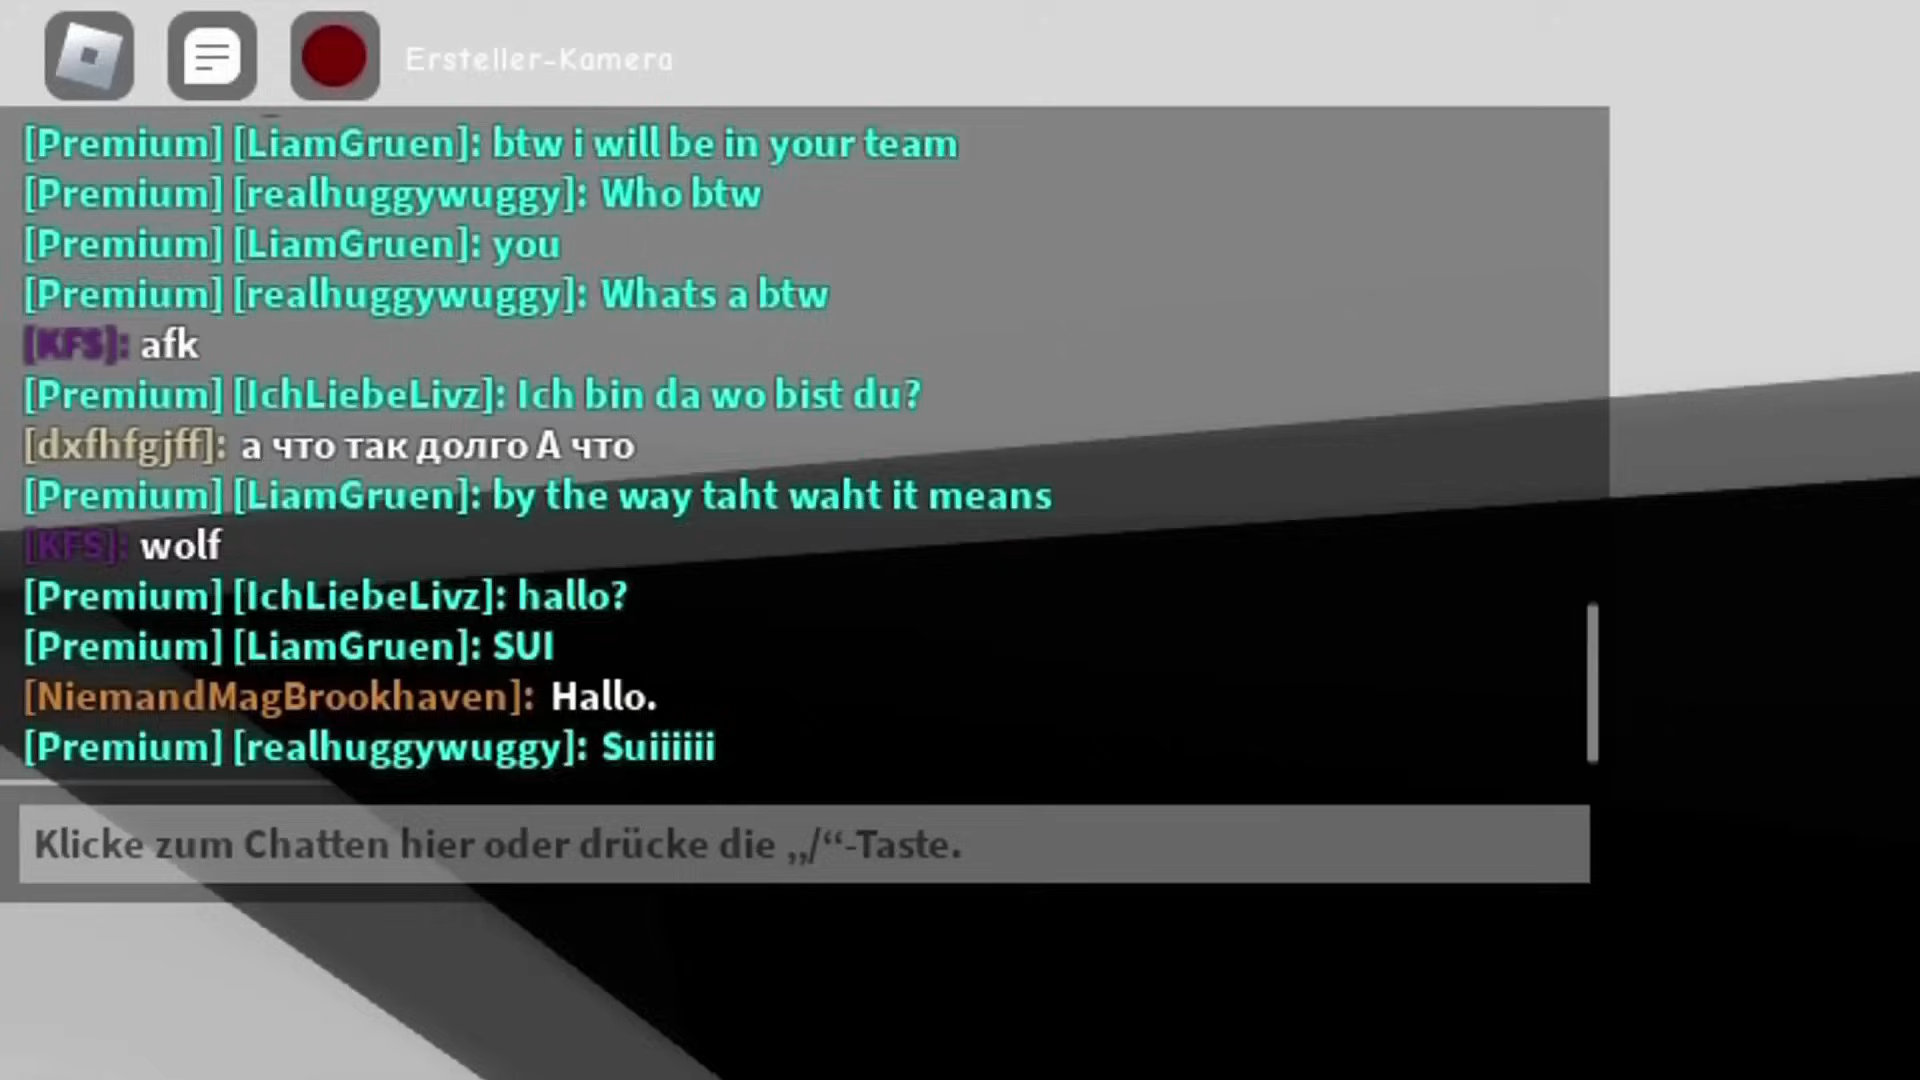 Ersteller-Kamera
[Premium] [LiamGruen]: btw i will be in your team
[Premium] [realhuggywuggy]: Who btw
[Premium] [LiamGruen]: you
[Premium] [realhuggywuggy]: Whats a btw
[KFS]: afk
[Premium] [IchLiebeLivz]: Ich bin da wo bist du?
[dxfhfgjff]: а что так долго А что
[Premium] [LiamGruen]: by the way taht waht it means
[KFS]: wolf
[Premium] [IchLiebeLivz]: hallo?
[Premium] [LiamGruen]: SUI
[NiemandMagBrookhaven]: Hallo.
[Premium] [realhuggywuggy]: Suiiiiii
Klicke zum Chatten hier oder drücke die „/“-Taste.